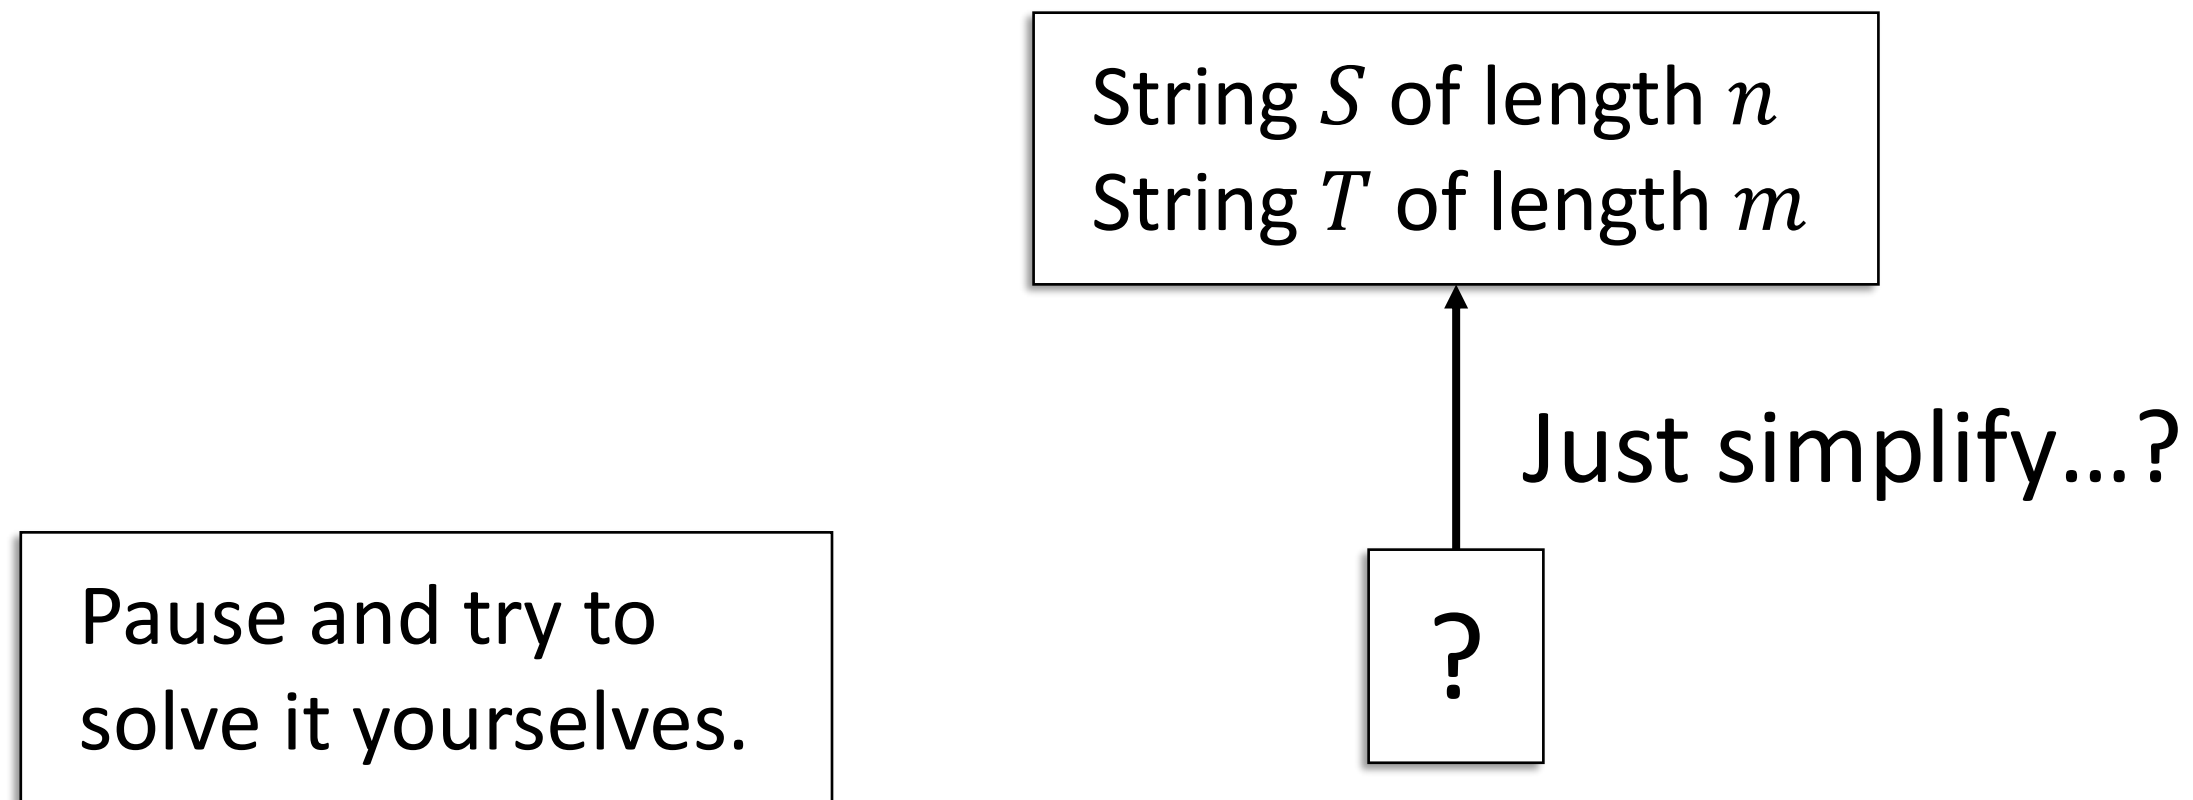 String S of length n
String T of length m
Just simplify...?
?
Pause and try to
solve it yourselves.